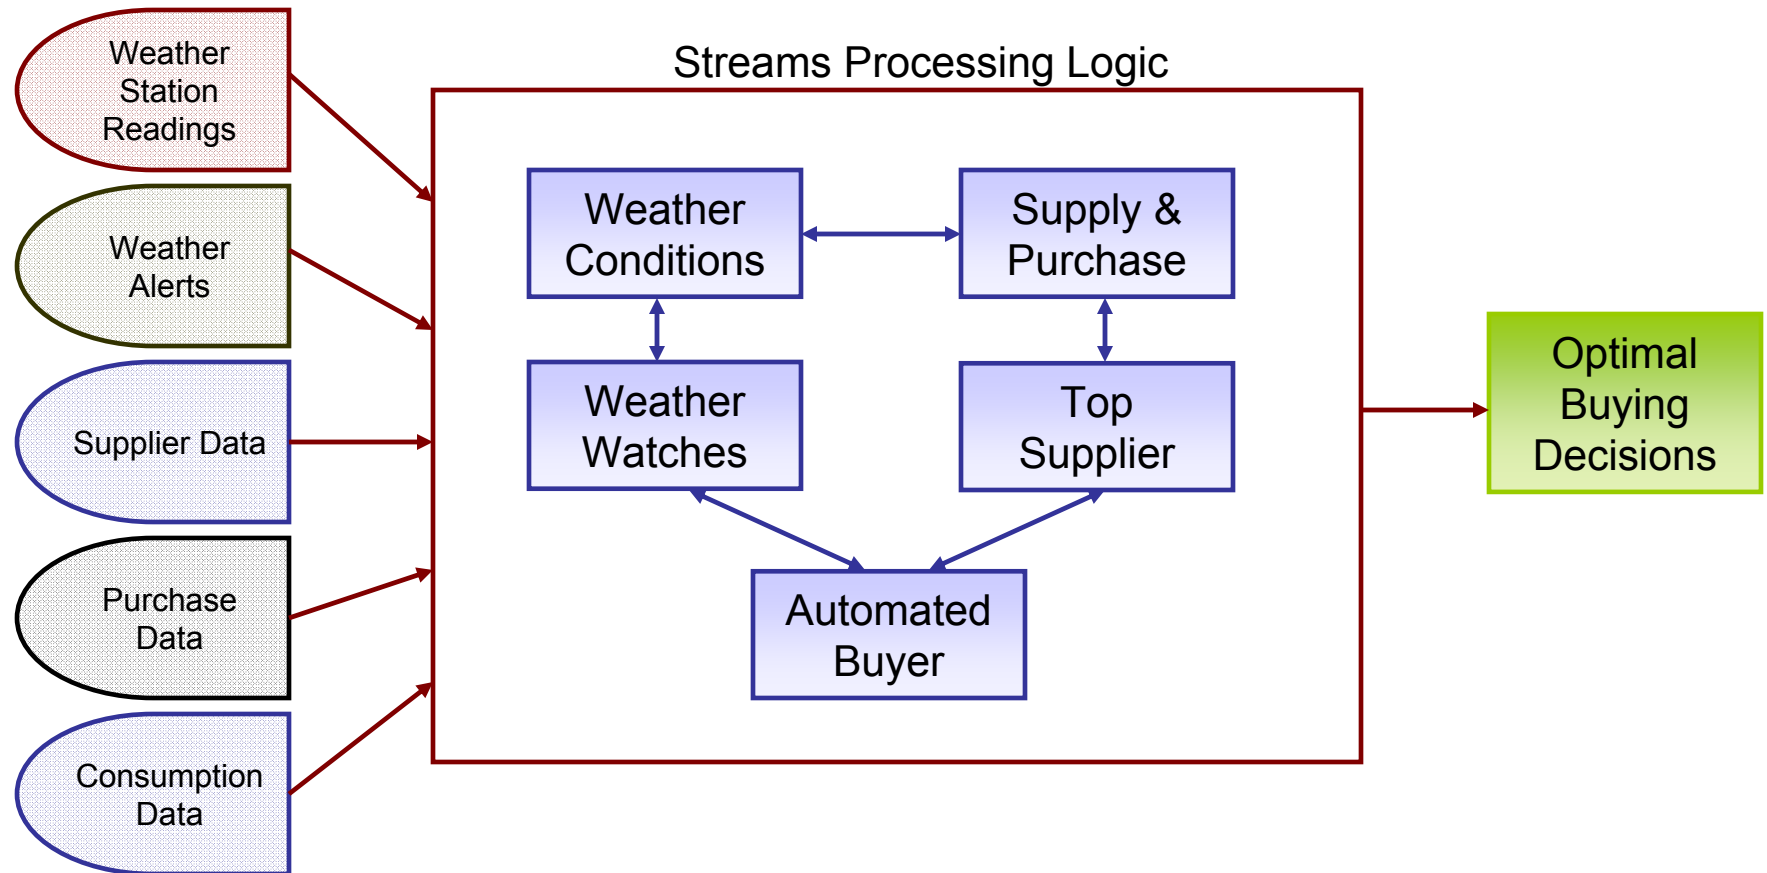 Weather
Station
Readings
Weather
Alerts
Supplier Data
Purchase
Data
Consumption
Data
Streams Processing Logic
Weather
Conditions
Supply &
Purchase
Weather
Watches
Top
Supplier
Automated
Buyer
Optimal
Buying
Decisions